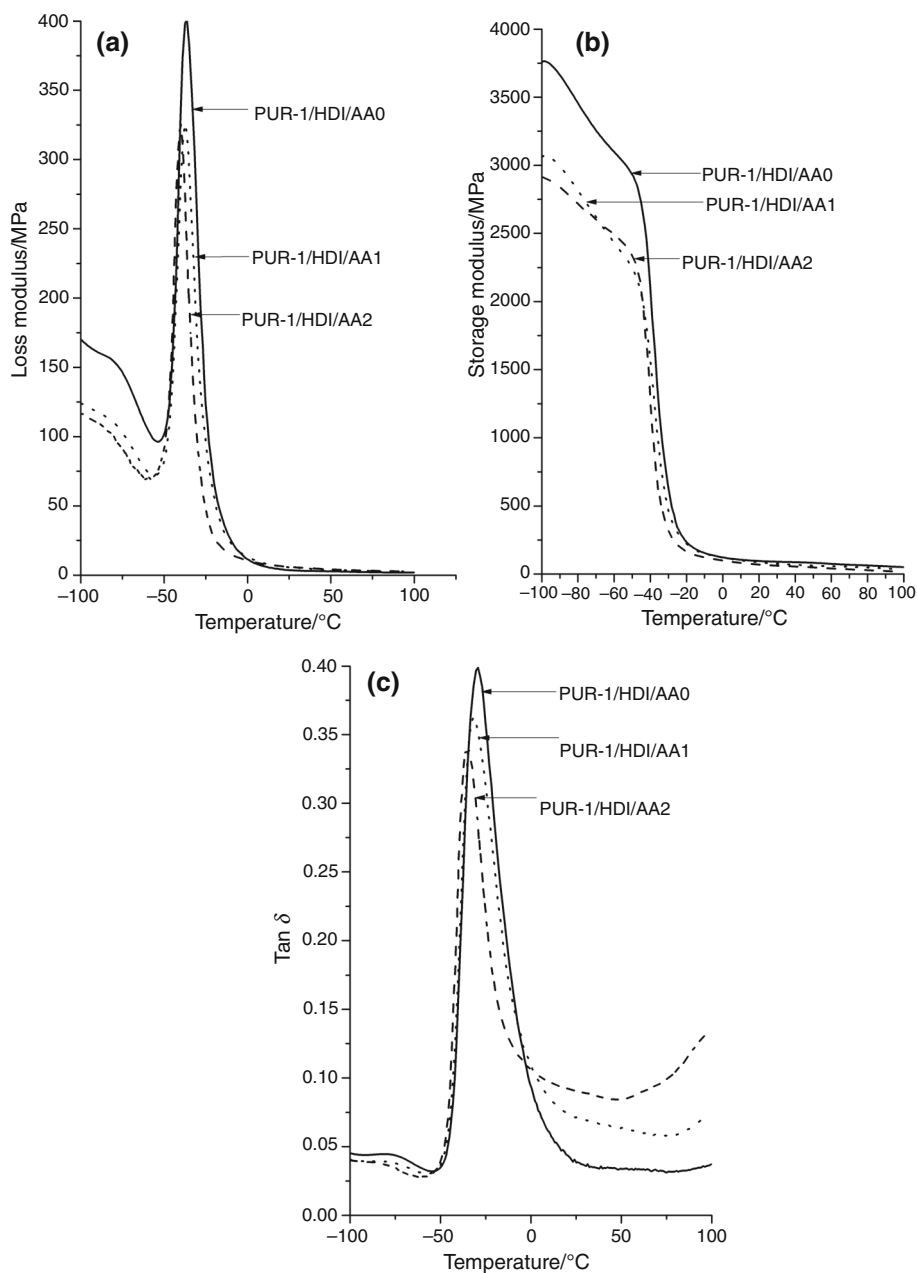 (a)
400
350
300
250
200
150
100
50
0
Loss modulus/MPa
PUR-1/HDI/AA0
PUR-1/HDI/AA1
PUR-1/HDI/AA2
–100
–50
0
50
100
Temperature/°C
(b)
4000
3500
3000
2500
2000
1500
1000
500
0
Storage modulus/MPa
PUR-1/HDI/AA0
PUR-1/HDI/AA1
PUR-1/HDI/AA2
–100 –80 –60 –40 –20 0 20 40 60 80 100
Temperature/°C
(c)
0.40
0.35
0.30
0.25
0.20
0.15
0.10
0.05
0.00
Tan δ
PUR-1/HDI/AA0
PUR-1/HDI/AA1
PUR-1/HDI/AA2
–100
–50
0
50
100
Temperature/°C